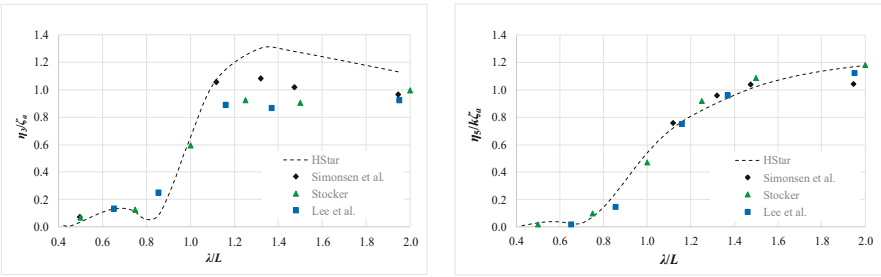 η₃/ζₐ
1.4
1.2
1.0
0.8
0.6
0.4
0.2
0.0
0.4 0.6 0.8 1.0 1.2 1.4 1.6 1.8 2.0
λ/L
HStar
Simonsen et al.
Stocker
Lee et al.
η₅/kζₐ
1.4
1.2
1.0
0.8
0.6
0.4
0.2
0.0
0.4 0.6 0.8 1.0 1.2 1.4 1.6 1.8 2.0
λ/L
HStar
Simonsen et al.
Stocker
Lee et al.